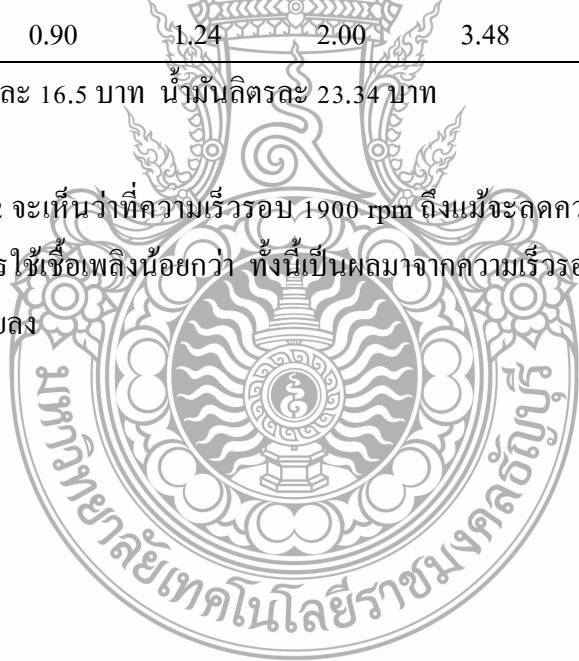 0.90 1.24 2.00 3.48
ละ 16.5 บาท น้ำมันลิตรละ 23.34 บาท
จะเห็นว่าที่ความเร็วรอบ 1900 rpm ถึงแม้จะลดคว
ใช้เชื้อเพลิงน้อยกว่า ทั้งนี้เป็นผลมาจากความเร็วรอ
ลง
มหาวิทยาลัยเทคโนโลยีราชมงคลธัญบุรี